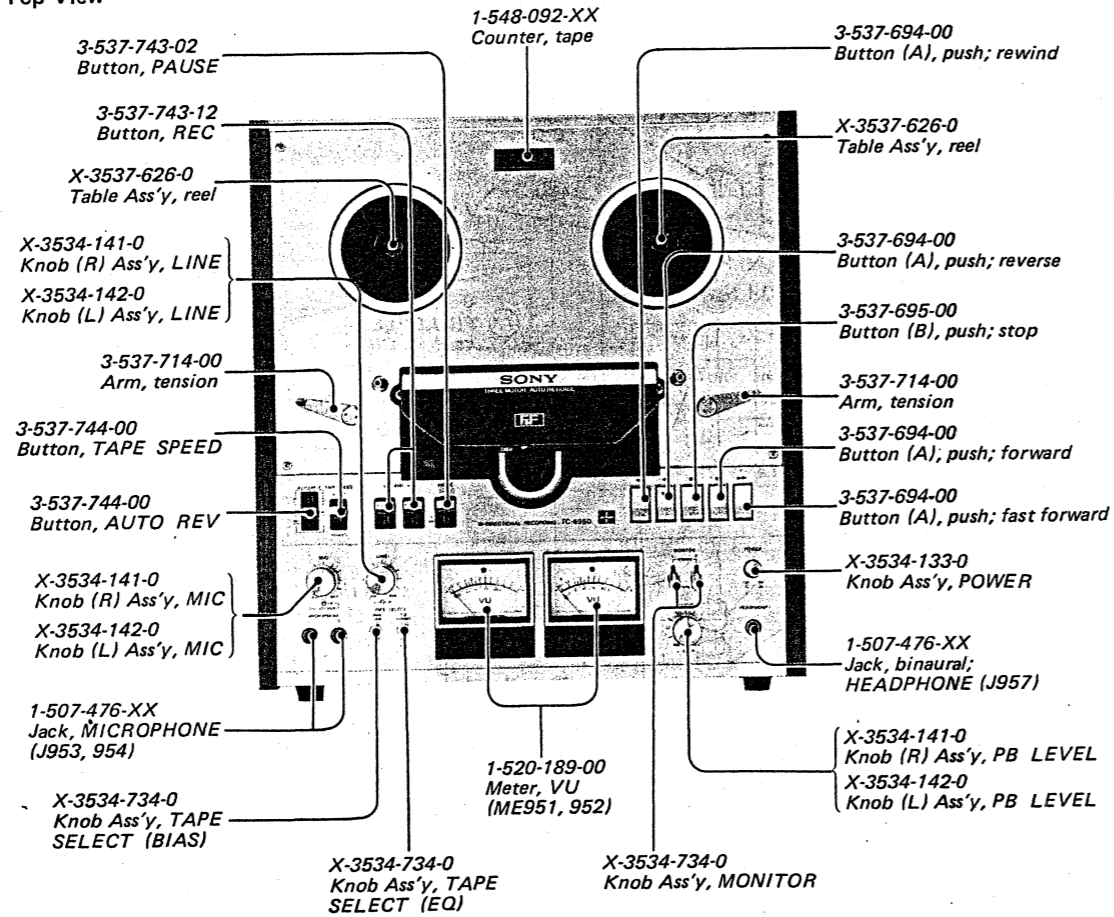 Top View
1-548-092-XX
Counter, tape
3-537-743-02
Button, PAUSE
3-537-694-00
Button (A), push; rewind
3-537-743-12
Button, REC
X-3537-626-0
Table Ass'y, reel
X-3537-626-0
Table Ass'y, reel
X-3534-141-0
Knob (R) Ass'y, LINE
X-3534-142-0
Knob (L) Ass'y, LINE
3-537-694-00
Button (A), push; reverse
3-537-695-00
Button (B), push; stop
3-537-714-00
Arm, tension
3-537-714-00
Arm, tension
SONY
THREE MOTOR AUTO REVERSE
3-537-744-00
Button, TAPE SPEED
3-537-694-00
Button (A), push; forward
3-537-744-00
Button, AUTO REV
3-537-694-00
Button (A), push; fast forward
X-3534-141-0
Knob (R) Ass'y, MIC
X-3534-142-0
Knob (L) Ass'y, MIC
VU
VU
X-3534-133-0
Knob Ass'y, POWER
1-507-476-XX
Jack, binaural;
HEADPHONE (J957)
1-507-476-XX
Jack, MICROPHONE
(J953, 954)
1-520-189-00
Meter, VU
(ME951, 952)
X-3534-141-0
Knob (R) Ass'y, PB LEVEL
X-3534-142-0
Knob (L) Ass'y, PB LEVEL
X-3534-734-0
Knob Ass'y, TAPE
SELECT (BIAS)
X-3534-734-0
Knob Ass'y, TAPE
SELECT (EQ)
X-3534-734-0
Knob Ass'y, MONITOR